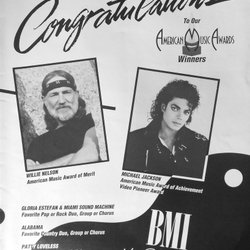 Congratulations
To Our
American Music Awards
Winners
WILLIE NELSON
American Music Award of Merit
MICHAEL JACKSON
American Music Award of Achievement
Video Pioneer Award
GLORIA ESTEFAN & MIAMI SOUND MACHINE
Favorite Pop or Rock Duo, Group or Chorus
ALABAMA
Favorite Country Duo, Group or Chorus
PATTY LOVELESS
BMI